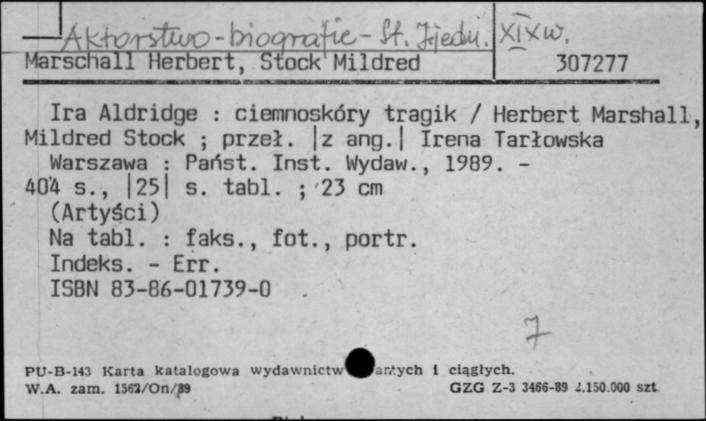 Aktorstwo-biografie-St. Zjedn. XIX w.
Marschall Herbert, Stock Mildred 307277
Ira Aldridge : ciemnoskóry tragik / Herbert Marshall,
Mildred Stock ; przeł. |z ang.| Irena Tarłowska
Warszawa : Państ. Inst. Wydaw., 1989. -
404 s., |25| s. tabl. ; 23 cm
(Artyści)
Na tabl. : faks., fot., portr.
Indeks. - Err.
ISBN 83-86-01739-0
7
PU-B-143 Karta katalogowa wydawnictw artych i ciągłych.
W.A. zam. 1562/On/89 GZG Z-3 3466-89 2.150.000 szt.